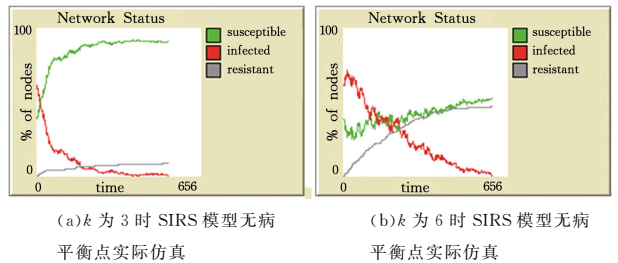 Network Status
100
% of nodes
0
0
time
656
susceptible
infected
resistant
(a)k 为 3 时 SIRS 模型无病
平衡点实际仿真
Network Status
100
% of nodes
0
0
time
656
susceptible
infected
resistant
(b)k 为 6 时 SIRS 模型无病
平衡点实际仿真